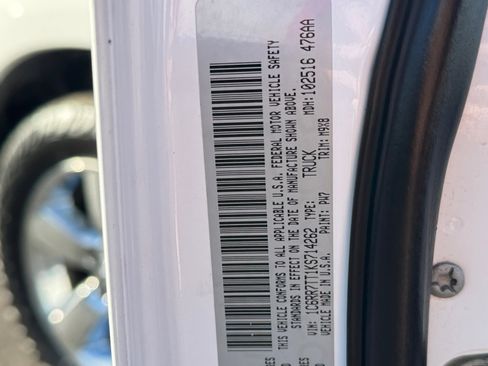 THIS VEHICLE CONFORMS TO ALL APPLICABLE U.S.A. FEDERAL MOTOR VEHICLE SAFETY
STANDARDS IN EFFECT ON THE DATE OF MANUFACTURE SHOWN ABOVE.
MDH: 102516 476AA
VIN: 1C6RR7TT1KS714262 TYPE: TRUCK
VEHICLE MADE IN U.S.A. PAINT: PW7 TRIM: M9X8